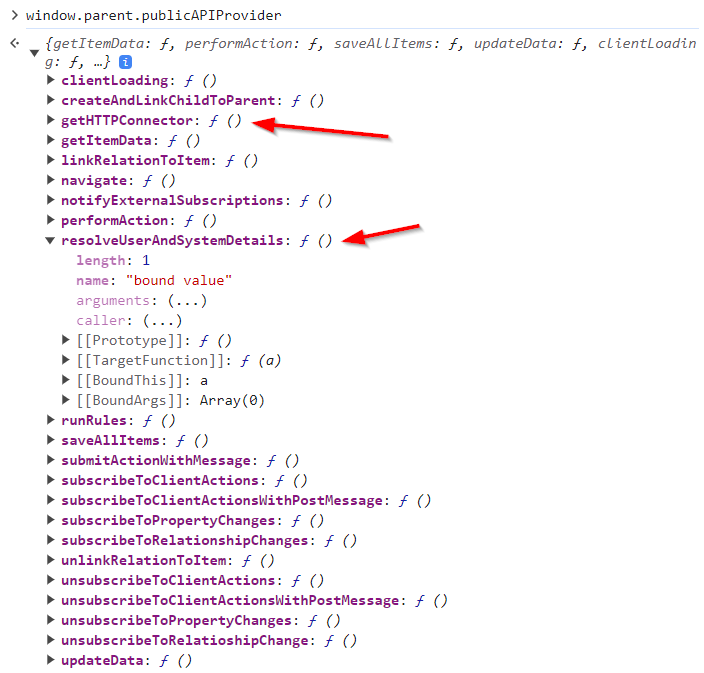 window.parent.publicAPIProvider
{getItemData: ƒ, performAction: ƒ, saveAllItems: ƒ, updateData: ƒ, clientLoadin
g: ƒ, …} i
clientLoading: ƒ ()
createAndLinkChildToParent: ƒ ()
getHTTPConnector: ƒ ()
getItemData: ƒ ()
linkRelationToItem: ƒ ()
navigate: ƒ ()
notifyExternalSubscriptions: ƒ ()
performAction: ƒ ()
resolveUserAndSystemDetails: ƒ ()
length: 1
name: "bound value"
arguments: (...)
caller: (...)
[[Prototype]]: ƒ ()
[[TargetFunction]]: ƒ (a)
[[BoundThis]]: a
[[BoundArgs]]: Array(0)
runRules: ƒ ()
saveAllItems: ƒ ()
submitActionWithMessage: ƒ ()
subscribeToClientActions: ƒ ()
subscribeToClientActionsWithPostMessage: ƒ ()
subscribeToPropertyChanges: ƒ ()
subscribeToRelationshipChanges: ƒ ()
unlinkRelationToItem: ƒ ()
unsubscribeToClientActions: ƒ ()
unsubscribeToClientActionsWithPostMessage: ƒ ()
unsubscribeToPropertyChanges: ƒ ()
unsubscribeToRelatioshipChange: ƒ ()
updateData: ƒ ()